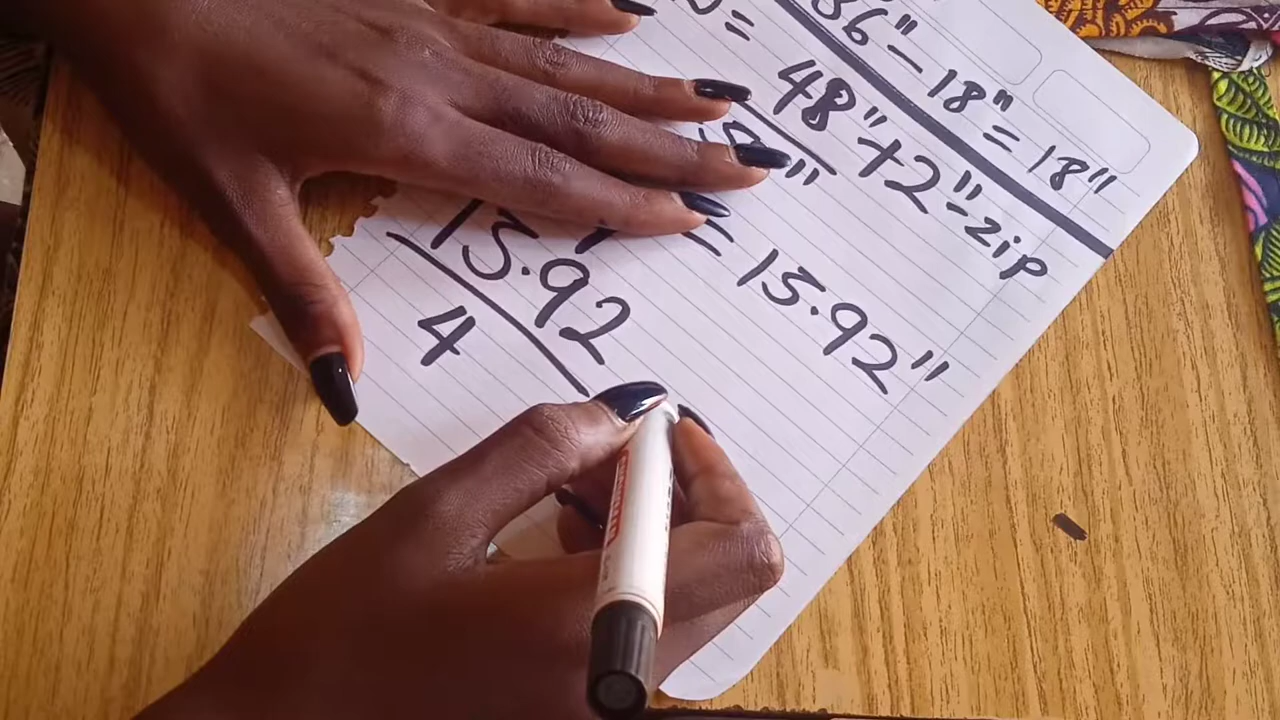 36" - 18" = 18"
= 48" + 2" - zip
= 13.92"
13.92
4